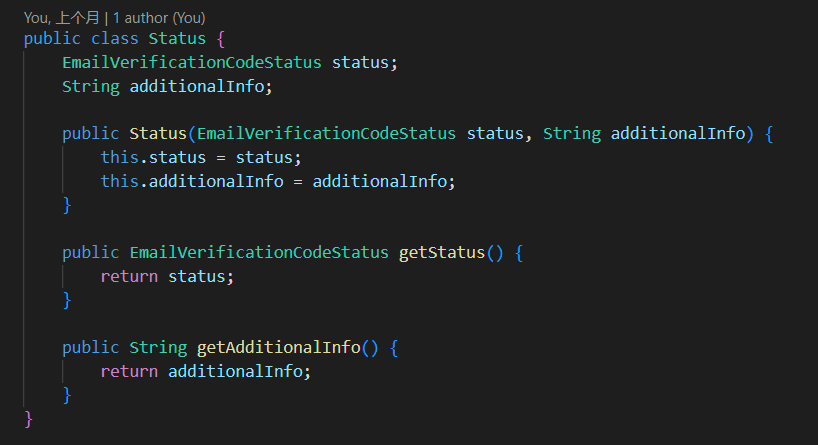 You, 上个月 | 1 author (You)
public class Status {
    EmailVerificationCodeStatus status;
    String additionalInfo;

    public Status(EmailVerificationCodeStatus status, String additionalInfo) {
        this.status = status;
        this.additionalInfo = additionalInfo;
    }

    public EmailVerificationCodeStatus getStatus() {
        return status;
    }

    public String getAdditionalInfo() {
        return additionalInfo;
    }
}